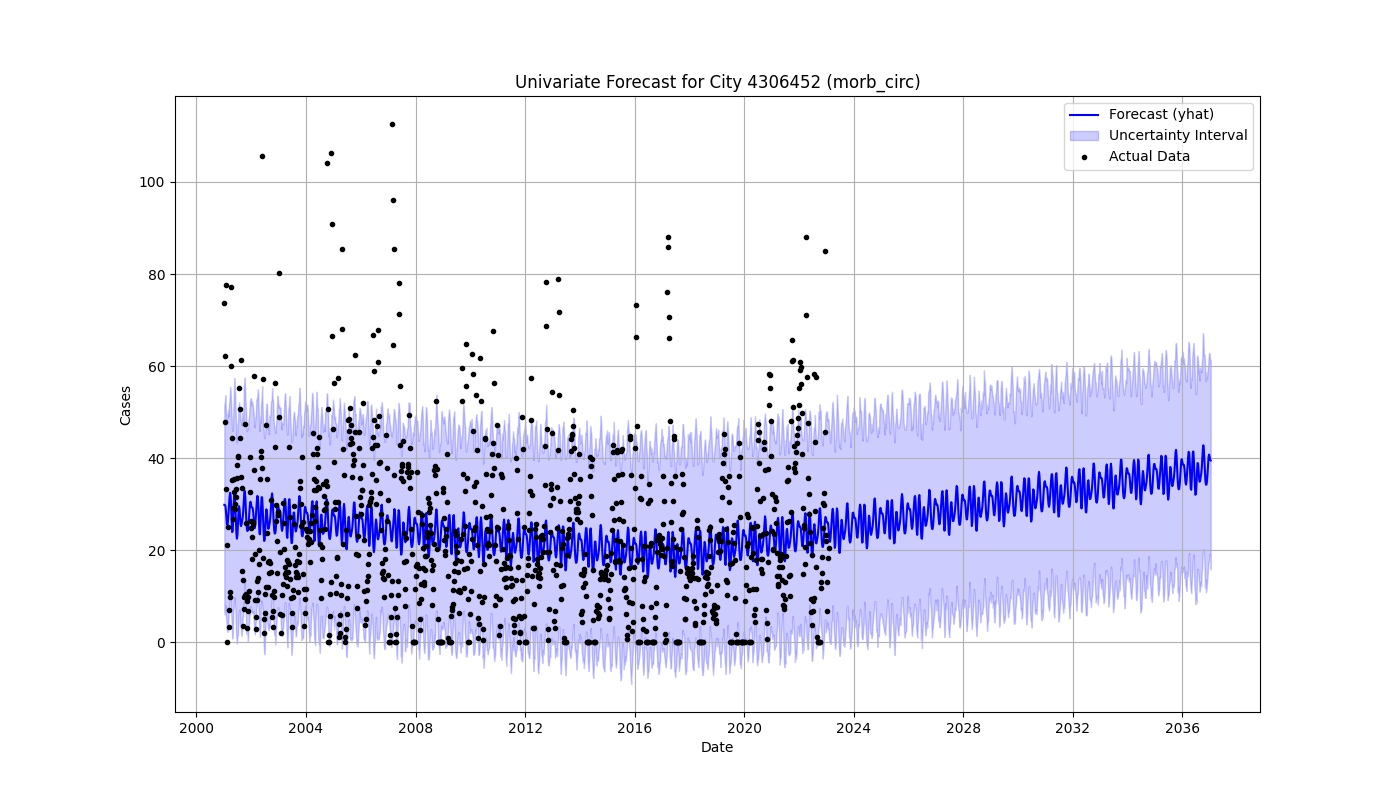 Univariate Forecast for City 4306452 (morb_circ)
Forecast (yhat)
Uncertainty Interval
Actual Data
Cases
100
80
60
40
20
0
2000 2004 2008 2012 2016 2020 2024 2028 2032 2036
Date